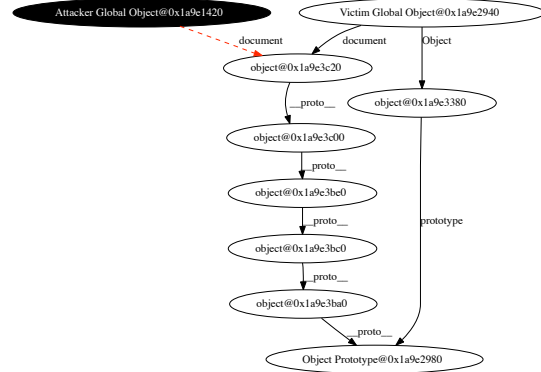 Attacker Global Object@0x1a9e1420
Victim Global Object@0x1a9e2940
document
document
Object
object@0x1a9e3c20
object@0x1a9e3380
__proto__
object@0x1a9e3c00
__proto__
object@0x1a9e3be0
__proto__
prototype
object@0x1a9e3bc0
__proto__
object@0x1a9e3ba0
__proto__
Object Prototype@0x1a9e2980